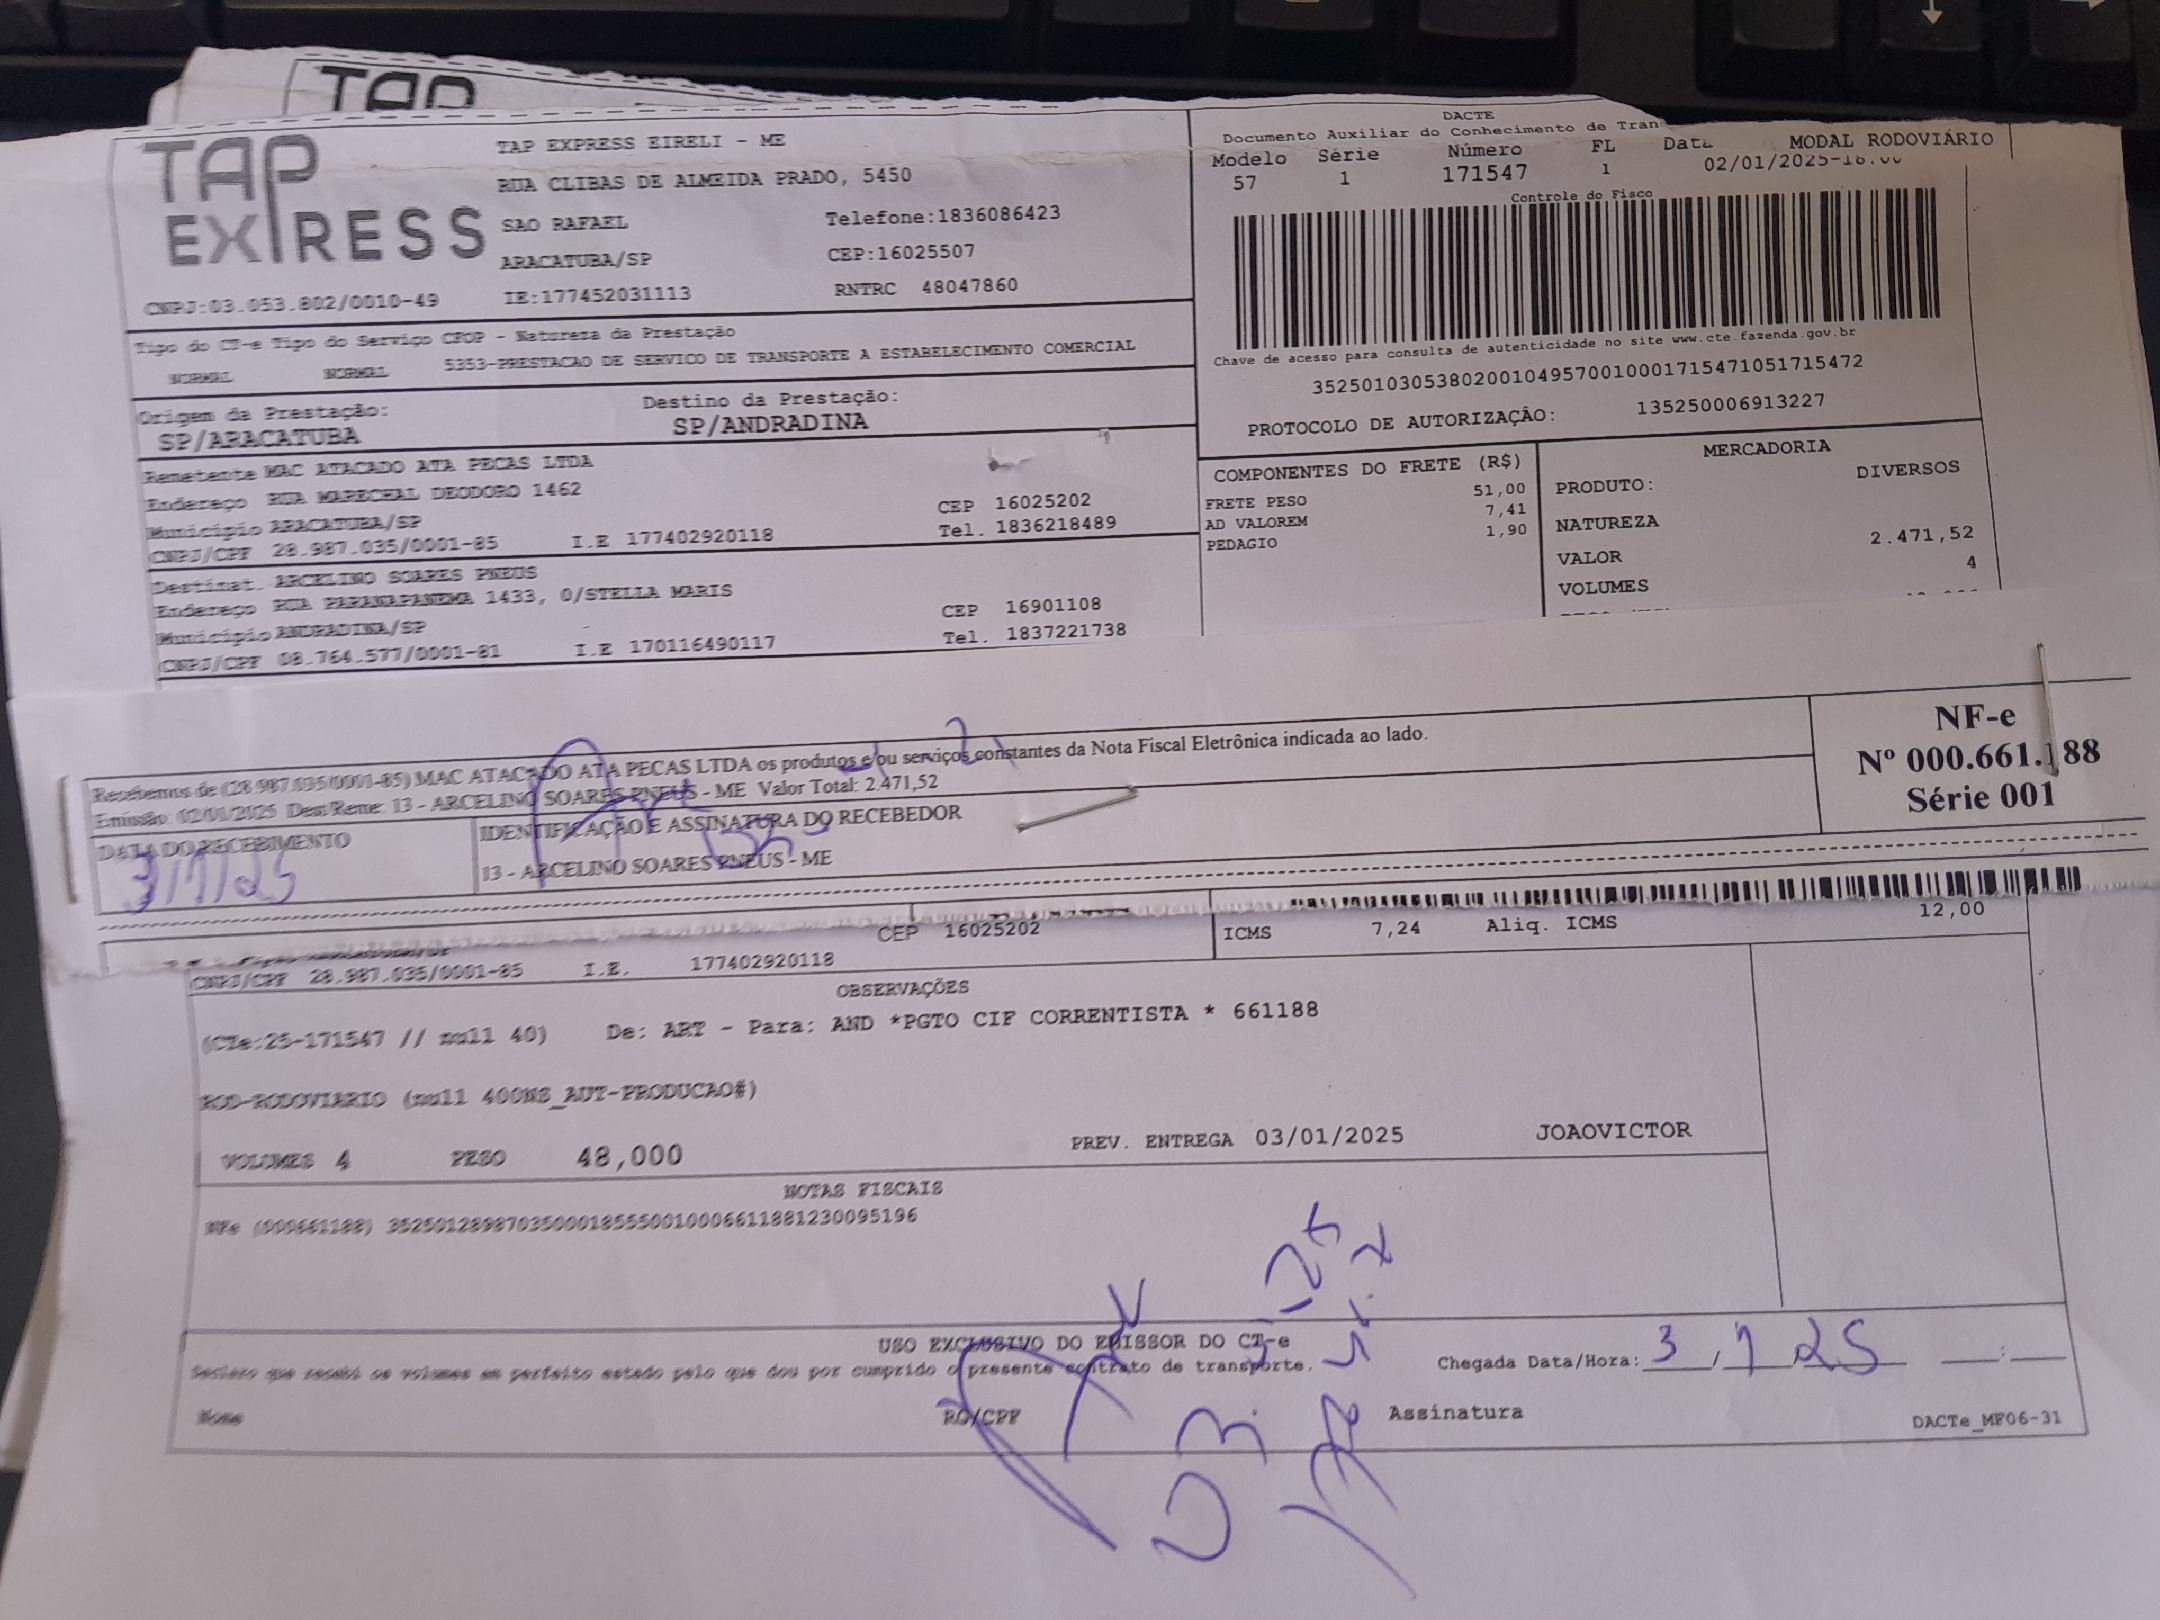 TAP
TAP EXPRESS
TAP EXPRESS EIRELI - ME
RUA CLIBAS DE ALMEIDA PRADO, 5450
SAO RAFAEL Telefone:1836086423
ARACATUBA/SP CEP:16025507
CNPJ:03.053.802/0010-49 IE:177452031113 RNTRC 48047860
DACTE
Documento Auxiliar do Conhecimento de Tran
MODAL RODOVIÁRIO
Modelo Série Número FL Data
57 1 171547 1 02/01/2025-16:00
Controle do Fisco
Chave de acesso para consulta de autenticidade no site www.cte.fazenda.gov.br
35250103053802001049570010001715471051715472
PROTOCOLO DE AUTORIZAÇÂO: 135250006913227
Tipo do CT-e Tipo do Serviço CFOP - Natureza da Prestação
NORMAL NORMAL 5353-PRESTACAO DE SERVICO DE TRANSPORTE A ESTABELECIMENTO COMERCIAL
Origem da Prestação: Destino da Prestação:
SP/ARACATUBA SP/ANDRADINA
Remetente MAC ATACADO ATA PECAS LTDA
Endereço RUA MARECHAL DEODORO 1462 CEP 16025202
Município ARACATUBA/SP Tel. 1836218489
CNPJ/CPF 28.987.035/0001-85 I.E 177402920118
Destinat. ARCELINO SOARES PNEUS
Endereço RUA PARANAPANEMA 1433, 0/STELLA MARIS CEP 16901108
Município ANDRADINA/SP Tel. 1837221738
CNPJ/CPF 08.764.577/0001-81 I.E 170116490117
COMPONENTES DO FRETE (R$)
FRETE PESO 51,00
AD VALOREM 7,41
PEDAGIO 1,90
MERCADORIA
PRODUTO: DIVERSOS
NATUREZA
VALOR 2.471,52
VOLUMES 4
Recebemos de (28.987.035/0001-85) MAC ATACADO ATA PECAS LTDA os produtos e/ou serviços constantes da Nota Fiscal Eletrônica indicada ao lado.
Emissão: 02/01/2025 Dest/Reme: 13 - ARCELINO SOARES PNEUS - ME Valor Total: 2.471,52
DATA DO RECEBIMENTO IDENTIFICAÇÃO E ASSINATURA DO RECEBEDOR
3/1/25 13 - ARCELINO SOARES PNEUS - ME
NF-e
Nº 000.661.188
Série 001
CEP 16025202 ICMS 7,24 Aliq. ICMS 12,00
CNPJ/CPF 28.987.035/0001-85 I.E. 177402920118
OBSERVAÇÕES
(CTe:25-171547 // null 40) De: ART - Para: AND *PGTO CIF CORRENTISTA * 661188
ROD-RODOVIARIO (null 400MS_AUT-PRODUCAO#)
VOLUMES 4 PESO 48,000 PREV. ENTREGA 03/01/2025 JOAOVICTOR
NOTAS FISCAIS
NFe (000661188) 35250128987035000185550010006611881230095196
USO EXCLUSIVO DO EMISSOR DO CT-e
Declaro que recebi os volumes em perfeito estado pelo que dou por cumprido o presente contrato de transporte. Chegada Data/Hora: 3/1/25 :
Nome RG/CPF Assinatura DACTe_MF06-31